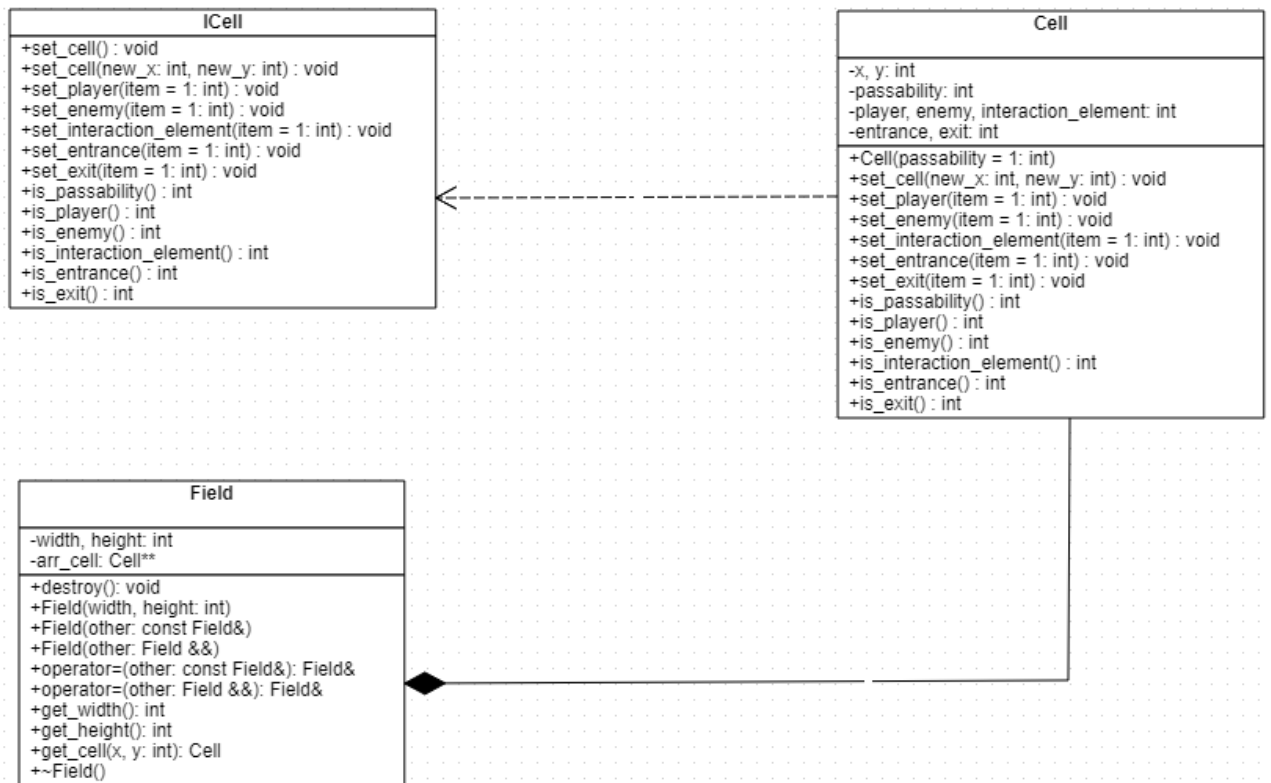 ICell
+set_cell() : void
+set_cell(new_x: int, new_y: int) : void
+set_player(item = 1: int) : void
+set_enemy(item = 1: int) : void
+set_interaction_element(item = 1: int) : void
+set_entrance(item = 1: int) : void
+set_exit(item = 1: int) : void
+is_passability() : int
+is_player() : int
+is_enemy() : int
+is_interaction_element() : int
+is_entrance() : int
+is_exit() : int
Cell
-x, y: int
-passability: int
-player, enemy, interaction_element: int
-entrance, exit: int
+Cell(passability = 1: int)
+set_cell(new_x: int, new_y: int) : void
+set_player(item = 1: int) : void
+set_enemy(item = 1: int) : void
+set_interaction_element(item = 1: int) : void
+set_entrance(item = 1: int) : void
+set_exit(item = 1: int) : void
+is_passability() : int
+is_player() : int
+is_enemy() : int
+is_interaction_element() : int
+is_entrance() : int
+is_exit() : int
Field
-width, height: int
-arr_cell: Cell**
+destroy(): void
+Field(width, height: int)
+Field(other: const Field&)
+Field(other: Field &&)
+operator=(other: const Field&): Field&
+operator=(other: Field &&): Field&
+get_width(): int
+get_height(): int
+get_cell(x, y: int): Cell
+~Field()